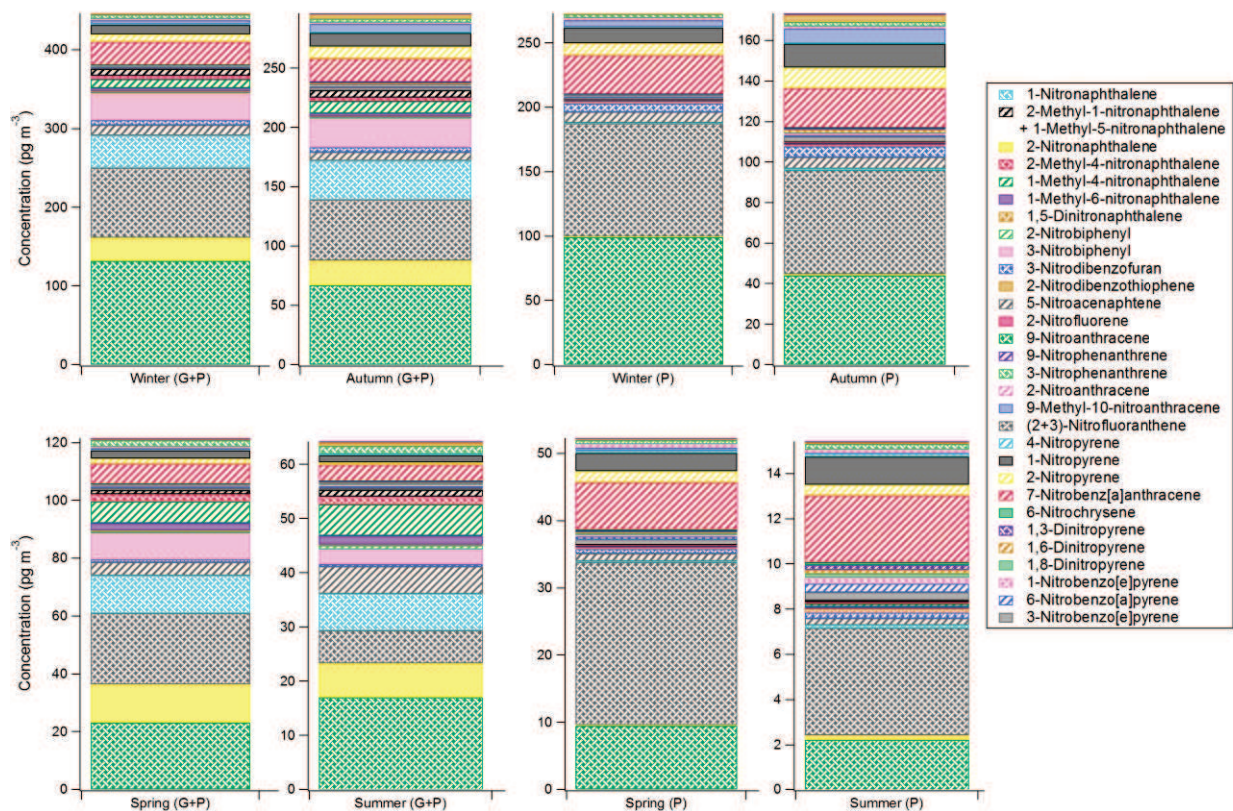 Concentration (pg m⁻³)
400
300
200
100
0
Winter (G+P)
250
200
150
100
50
0
Autumn (G+P)
250
200
150
100
50
0
Winter (P)
160
140
120
100
80
60
40
20
0
Autumn (P)
Concentration (pg m⁻³)
120
100
80
60
40
20
0
Spring (G+P)
60
50
40
30
20
10
0
Summer (G+P)
50
40
30
20
10
0
Spring (P)
14
12
10
8
6
4
2
0
Summer (P)
1-Nitronaphthalene
2-Methyl-1-nitronaphthalene
+ 1-Methyl-5-nitronaphthalene
2-Nitronaphthalene
2-Methyl-4-nitronaphthalene
1-Methyl-4-nitronaphthalene
1-Methyl-6-nitronaphthalene
1,5-Dinitronaphthalene
2-Nitrobiphenyl
3-Nitrobiphenyl
3-Nitrodibenzofuran
2-Nitrodibenzothiophene
5-Nitroacenaphtene
2-Nitrofluorene
9-Nitroanthracene
9-Nitrophenanthrene
3-Nitrophenanthrene
2-Nitroanthracene
9-Methyl-10-nitroanthracene
(2+3)-Nitrofluoranthene
4-Nitropyrene
1-Nitropyrene
2-Nitropyrene
7-Nitrobenz[a]anthracene
6-Nitrochrysene
1,3-Dinitropyrene
1,6-Dinitropyrene
1,8-Dinitropyrene
1-Nitrobenzo[e]pyrene
6-Nitrobenzo[a]pyrene
3-Nitrobenzo[e]pyrene